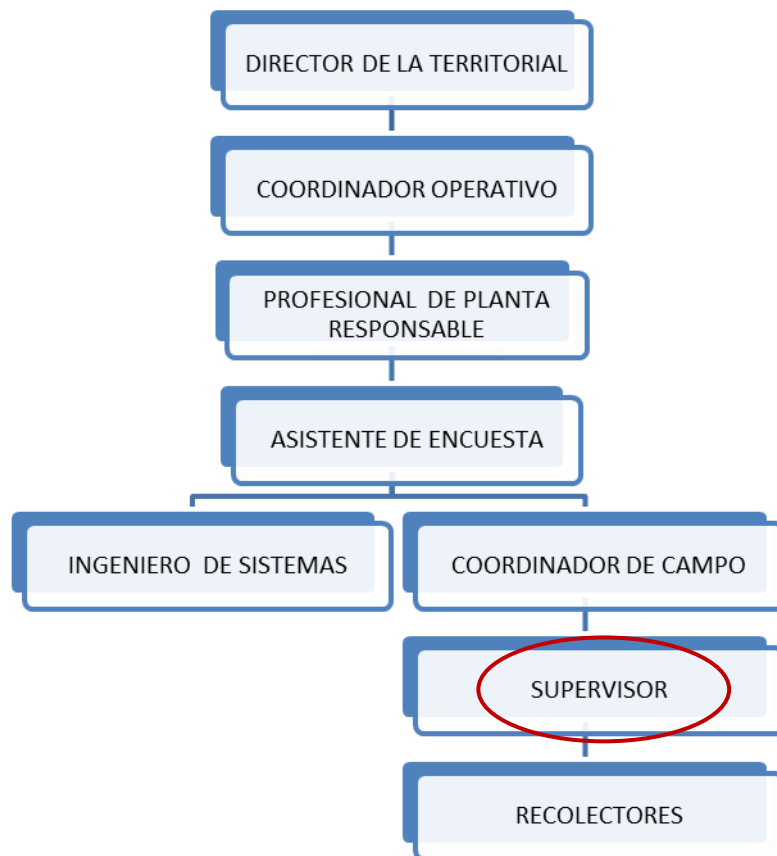 DIRECTOR DE LA TERRITORIAL
COORDINADOR OPERATIVO
PROFESIONAL DE PLANTA
RESPONSABLE
ASISTENTE DE ENCUESTA
INGENIERO DE SISTEMAS
COORDINADOR DE CAMPO
SUPERVISOR
RECOLECTORES